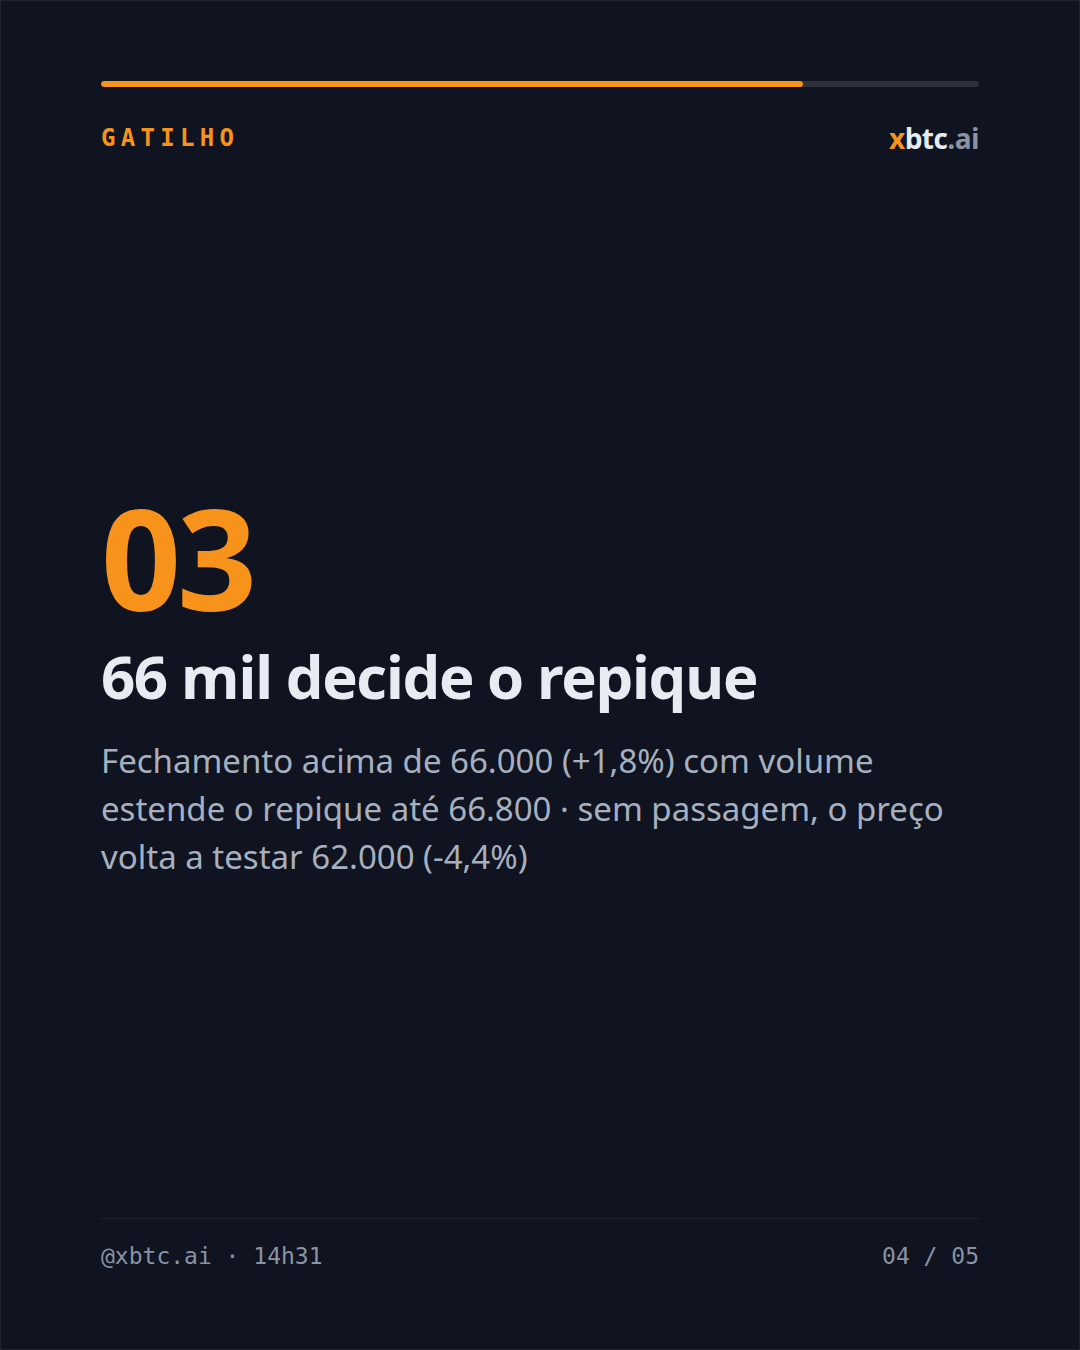 GATILHO
xbtc.ai
03
66 mil decide o repique
Fechamento acima de 66.000 (+1,8%) com volume
estende o repique até 66.800 · sem passagem, o preço
volta a testar 62.000 (-4,4%)
@xbtc.ai · 14h31
04 / 05